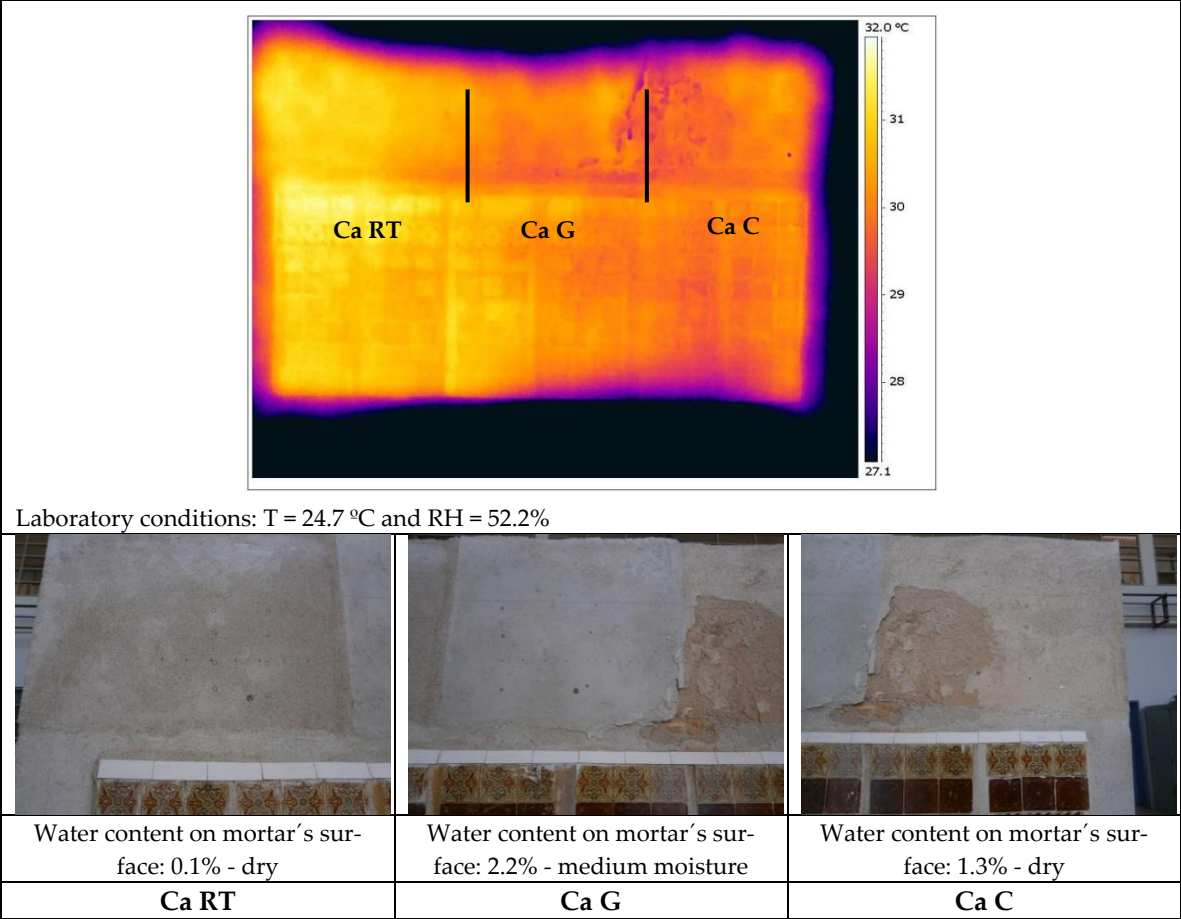 32.0 ºC
31
30
29
28
27.1
Ca RT
Ca G
Ca C
Laboratory conditions: T = 24.7 ºC and RH = 52.2%
Water content on mortar´s sur-
face: 0.1% - dry
Water content on mortar´s sur-
face: 2.2% - medium moisture
Water content on mortar´s sur-
face: 1.3% - dry
Ca RT
Ca G
Ca C